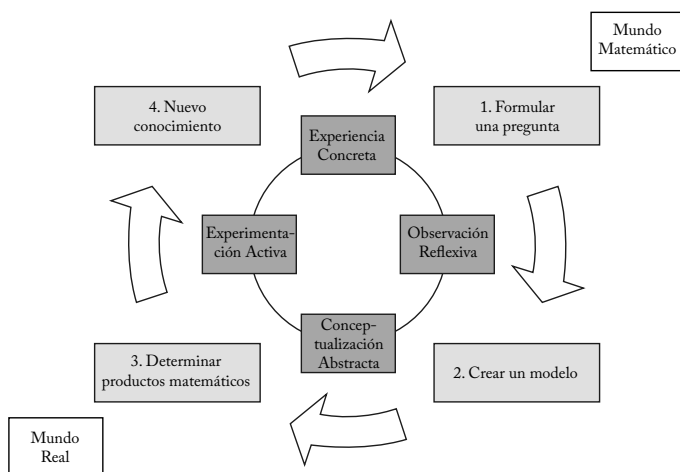 Mundo
Matemático
4. Nuevo
conocimiento
1. Formular
una pregunta
Experiencia
Concreta
Experimenta-
ción Activa
Observación
Reflexiva
Concep-
tualización
Abstracta
3. Determinar
productos matemáticos
2. Crear un modelo
Mundo
Real